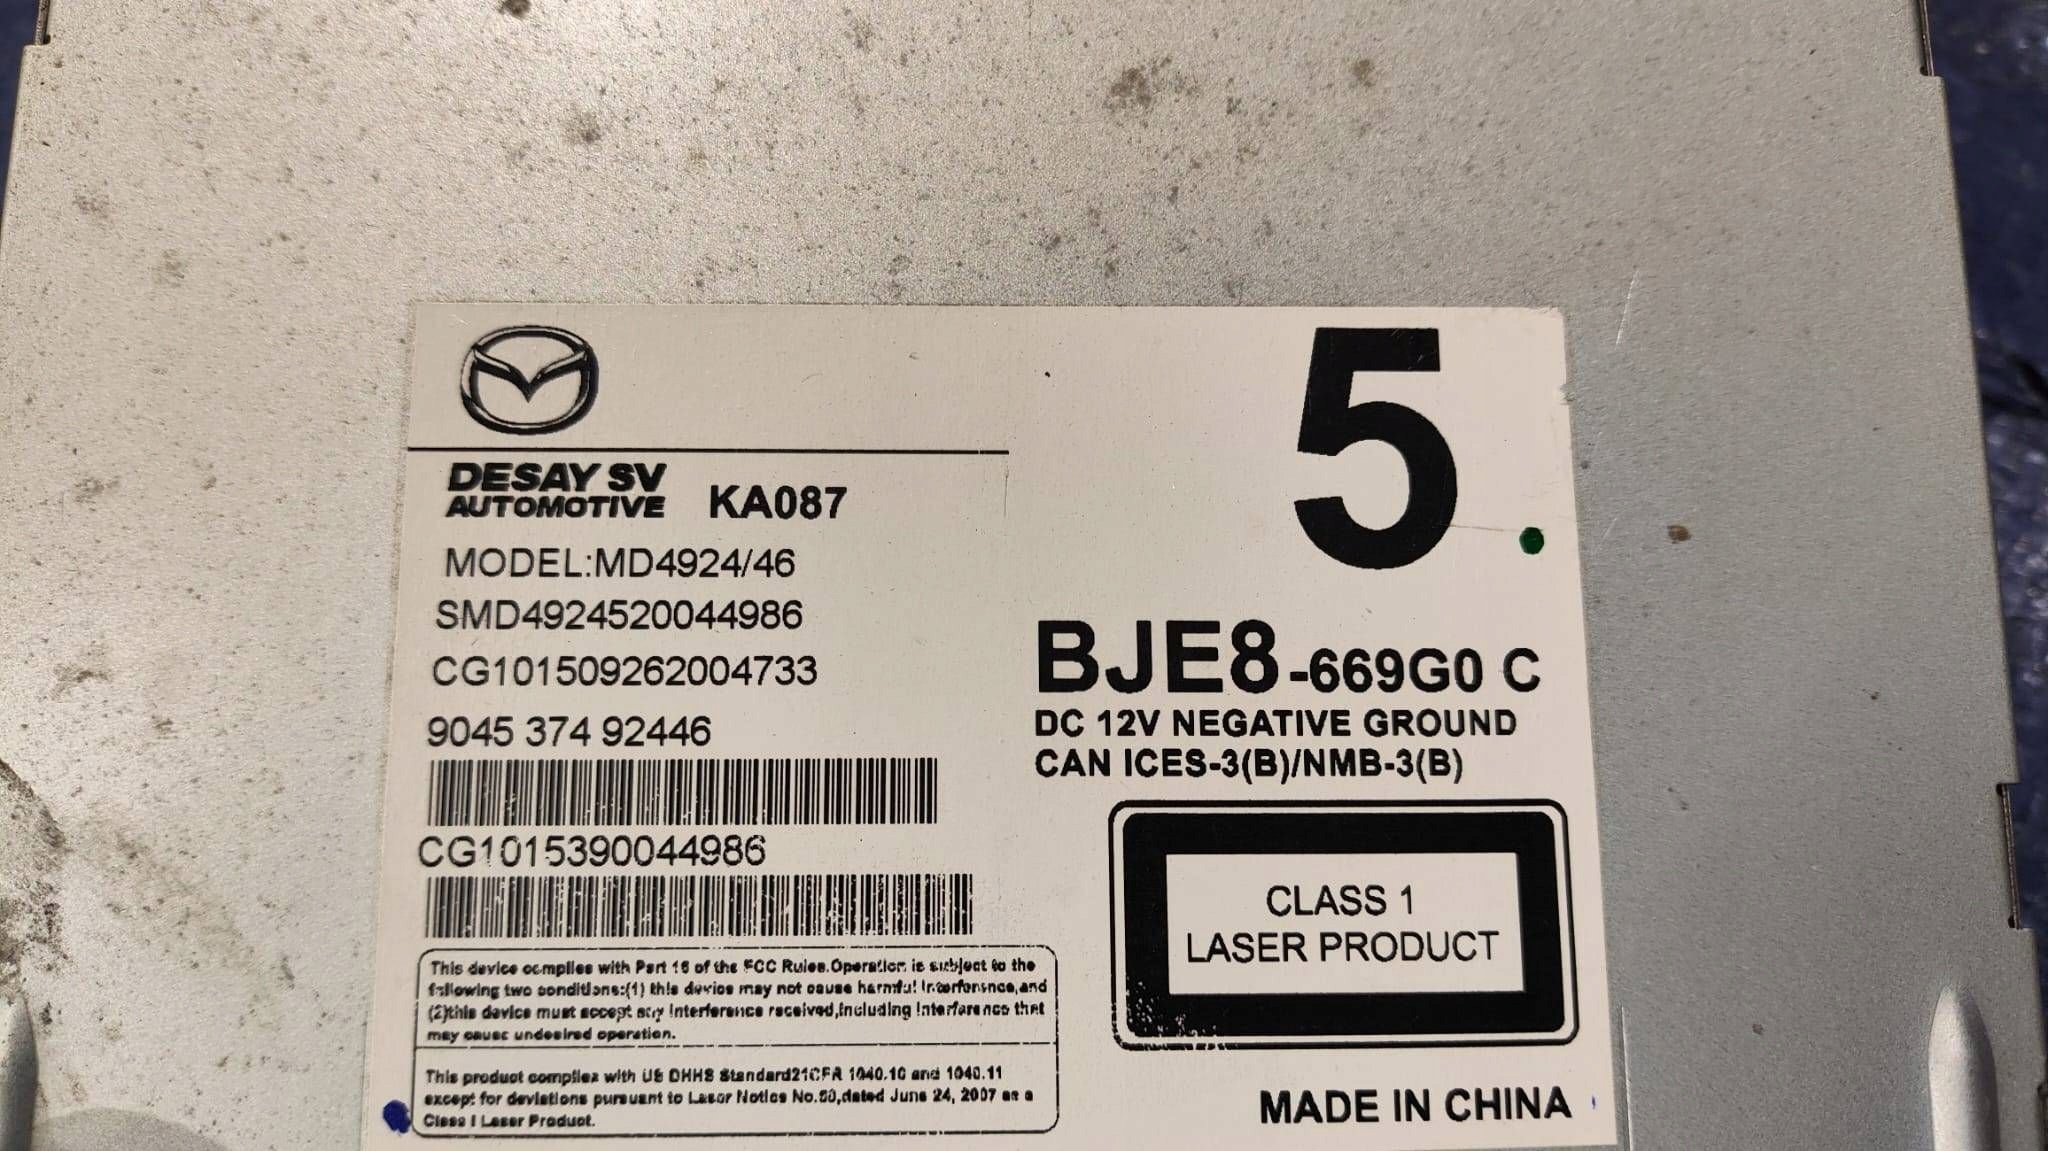 DESAY SV
AUTOMOTIVE KA087
MODEL:MD4924/46
SMD4924520044986
CG101509262004733
9045 374 92446
CG1015390044986
This device complies with Part 15 of the FCC Rules.Operation is subject to the
following two conditions:(1) this device may not cause harmful interference,and
(2)this device must accept any interference received,including interference that
may cause undesired operation.
This product complies with US DHHS Standard21CFR 1040.10 and 1040.11
except for deviations pursuant to Laser Notice No.50,dated June 24, 2007 as a
Class I Laser Product.
5
BJE8-669G0 C
DC 12V NEGATIVE GROUND
CAN ICES-3(B)/NMB-3(B)
CLASS 1
LASER PRODUCT
MADE IN CHINA